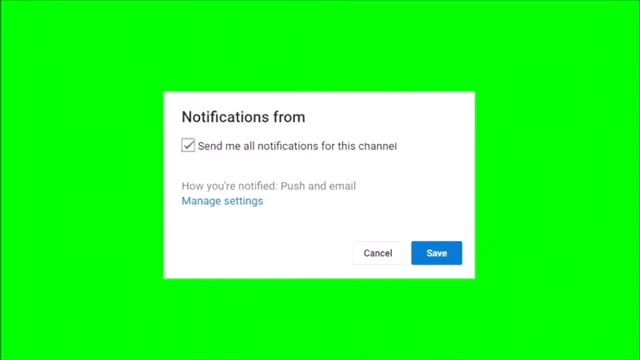 Notifications from
Send me all notifications for this channel
How you're notified: Push and email
Manage settings
Cancel
Save